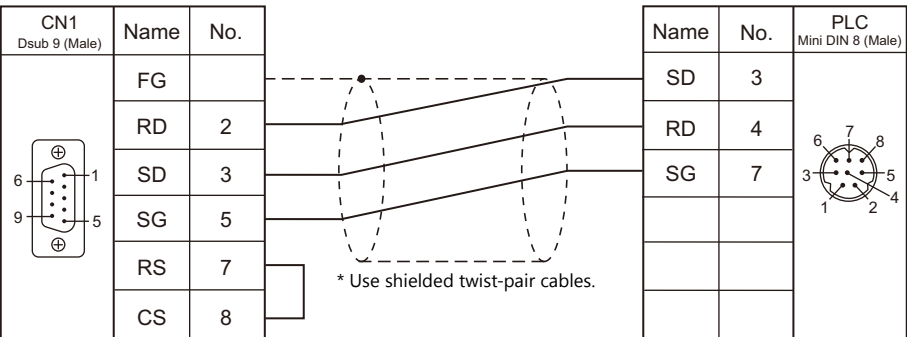 CN1
Dsub 9 (Male)
Name No.
FG
RD 2
SD 3
SG 5
RS 7
CS 8
6 1
9 5
* Use shielded twist-pair cables.
Name No.
PLC
Mini DIN 8 (Male)
SD 3
RD 4
SG 7
6 7 8
3 5
4
1 2